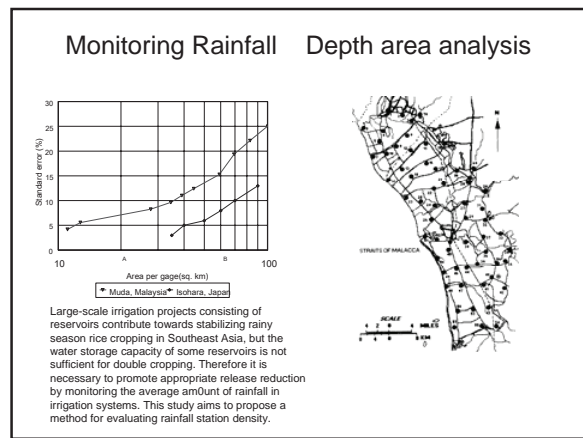 Monitoring Rainfall Depth area analysis
30
25
20
15
10
5
0
Standard error (%)
10 A B 100
Area per gage(sq. km)
Muda, Malaysia Isohara, Japan
Large-scale irrigation projects consisting of
reservoirs contribute towards stabilizing rainy
season rice cropping in Southeast Asia, but the
water storage capacity of some reservoirs is not
sufficient for double cropping. Therefore it is
necessary to promote appropriate release reduction
by monitoring the average am0unt of rainfall in
irrigation systems. This study aims to propose a
method for evaluating rainfall station density.
N
STRAITS OF MALACCA
SCALE
MILES
KM